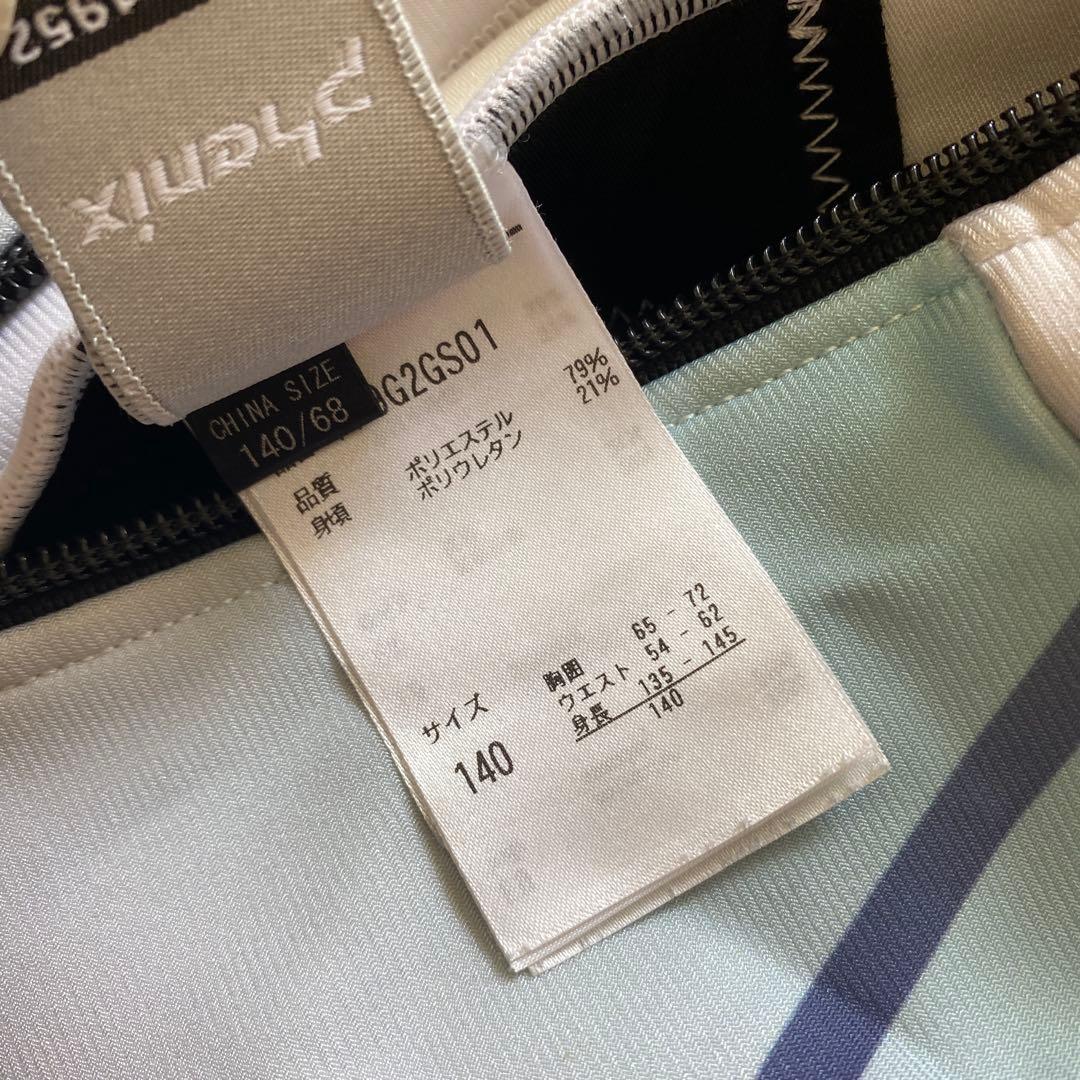 1952
phenix
CHINA SIZE
140/68
G2GS01
品質
身頃
ポリエステル 79%
ポリウレタン 21%
サイズ
140
胸囲 65 - 72
ウエスト 54 - 62
身長 135 - 145
140